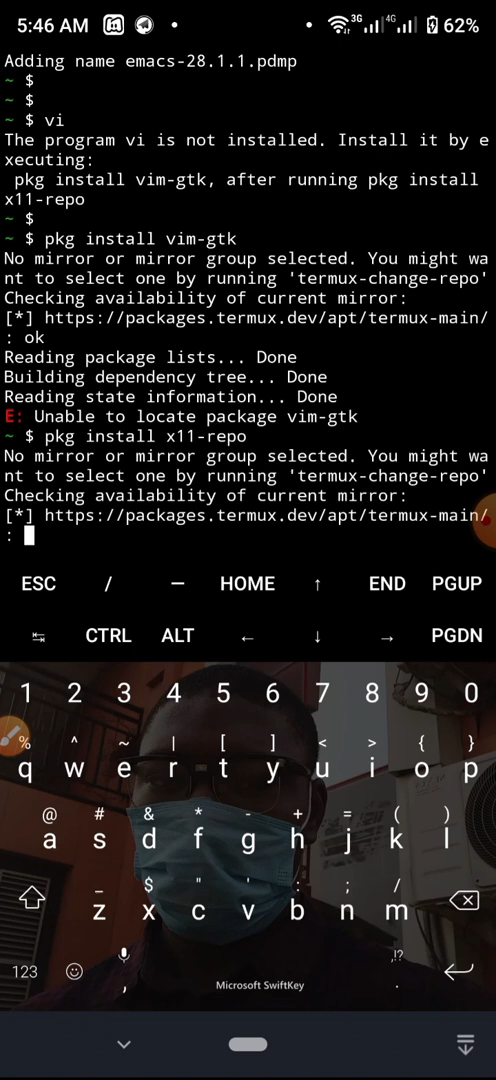 5:46 AM 3G 4G 62%
Adding name emacs-28.1.1.pdmp
~ $
~ $
~ $ vi
The program vi is not installed. Install it by e
xecuting:
 pkg install vim-gtk, after running pkg install
x11-repo
~ $
~ $ pkg install vim-gtk
No mirror or mirror group selected. You might wa
nt to select one by running 'termux-change-repo'
Checking availability of current mirror:
[*] https://packages.termux.dev/apt/termux-main/
: ok
Reading package lists... Done
Building dependency tree... Done
Reading state information... Done
E: Unable to locate package vim-gtk
~ $ pkg install x11-repo
No mirror or mirror group selected. You might wa
nt to select one by running 'termux-change-repo'
Checking availability of current mirror:
[*] https://packages.termux.dev/apt/termux-main/
:
ESC / — HOME ↑ END PGUP
↹ CTRL ALT ← ↓ → PGDN
1 2 3 4 5 6 7 8 9 0
% ^ ~ | [ ] < > { }
q w e r t y u i o p
@ # & * - + = ( )
a s d f g h j k l
_ $ " ' : ; /
z x c v b n m
,!?
123 , Microsoft SwiftKey .